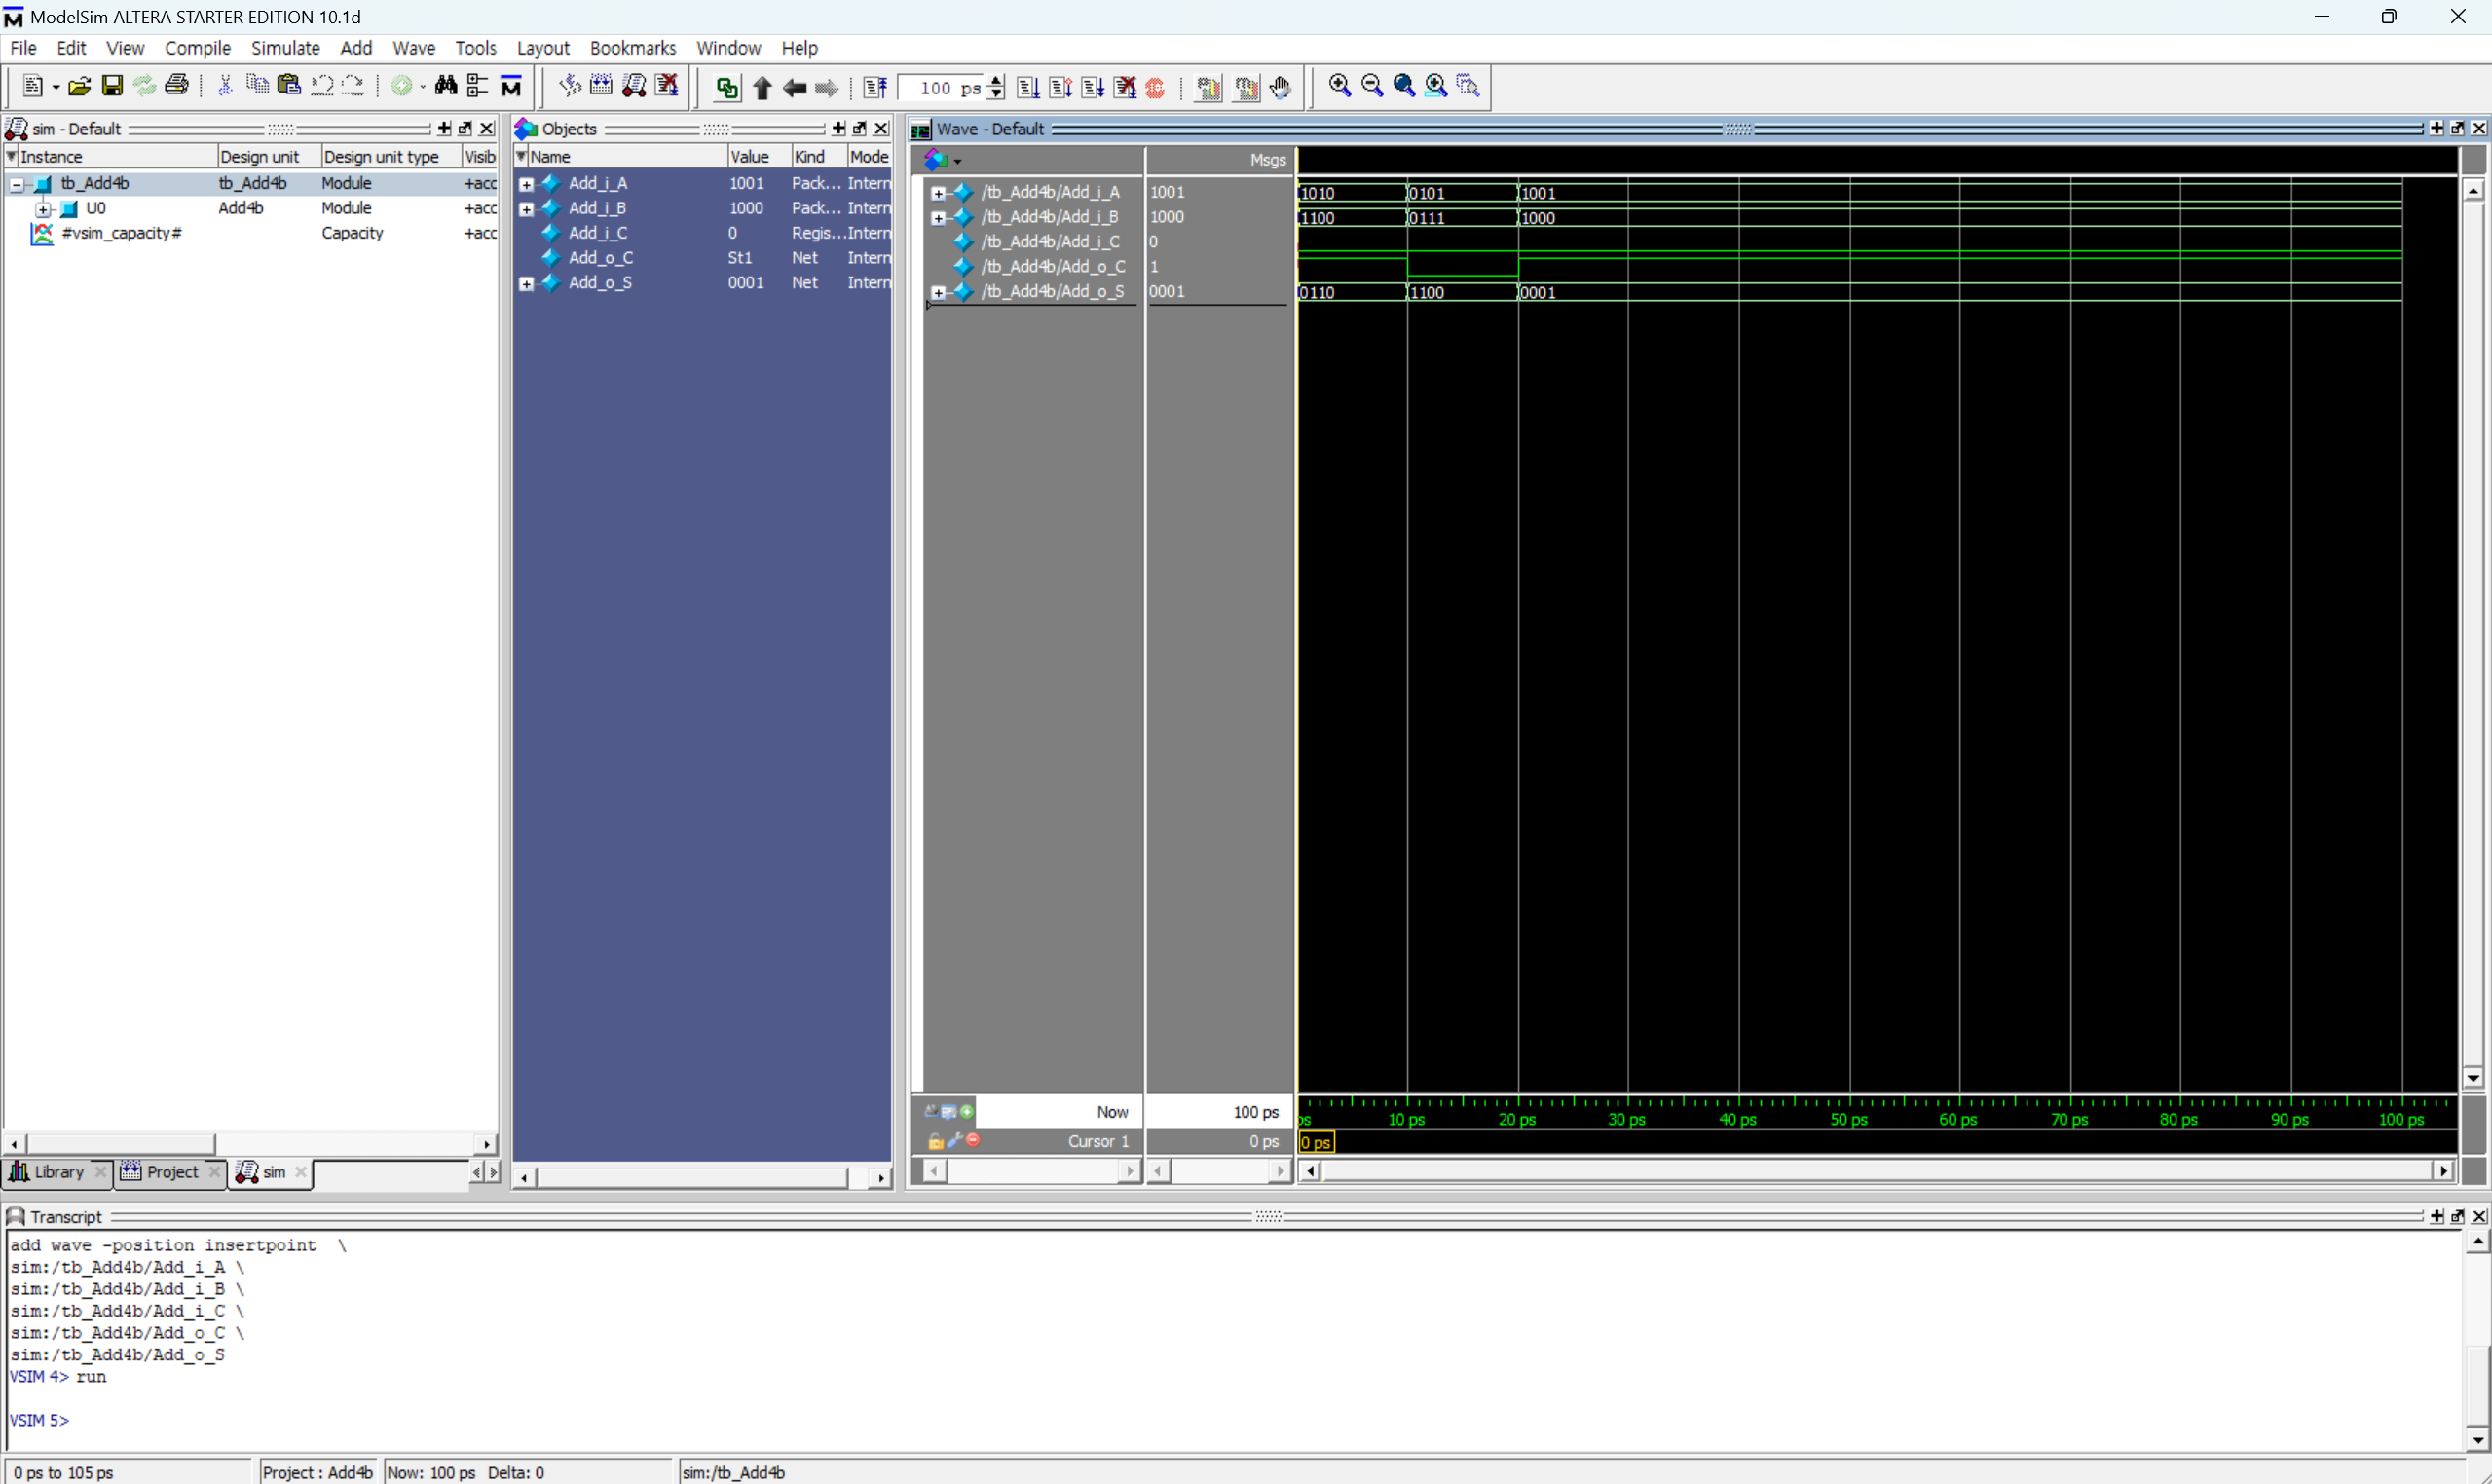 ModelSim ALTERA STARTER EDITION 10.1d
File Edit View Compile Simulate Add Wave Tools Layout Bookmarks Window Help
100 ps
sim - Default
Instance Design unit Design unit type Visib
tb_Add4b tb_Add4b Module +acc
U0 Add4b Module +acc
#vsim_capacity# Capacity +acc
Library Project sim
Objects
Name Value Kind Mode
Add_i_A 1001 Pack... Intern
Add_i_B 1000 Pack... Intern
Add_i_C 0 Regis... Intern
Add_o_C St1 Net Intern
Add_o_S 0001 Net Intern
Wave - Default
Msgs
/tb_Add4b/Add_i_A 1001 1010 0101 1001
/tb_Add4b/Add_i_B 1000 1100 0111 1000
/tb_Add4b/Add_i_C 0
/tb_Add4b/Add_o_C 1
/tb_Add4b/Add_o_S 0001 0110 1100 0001
Now 100 ps ps 10 ps 20 ps 30 ps 40 ps 50 ps 60 ps 70 ps 80 ps 90 ps 100 ps
Cursor 1 0 ps 0 ps
Transcript
add wave -position insertpoint \
sim:/tb_Add4b/Add_i_A \
sim:/tb_Add4b/Add_i_B \
sim:/tb_Add4b/Add_i_C \
sim:/tb_Add4b/Add_o_C \
sim:/tb_Add4b/Add_o_S
VSIM 4> run
VSIM 5>
0 ps to 105 ps Project : Add4b Now: 100 ps Delta: 0 sim:/tb_Add4b